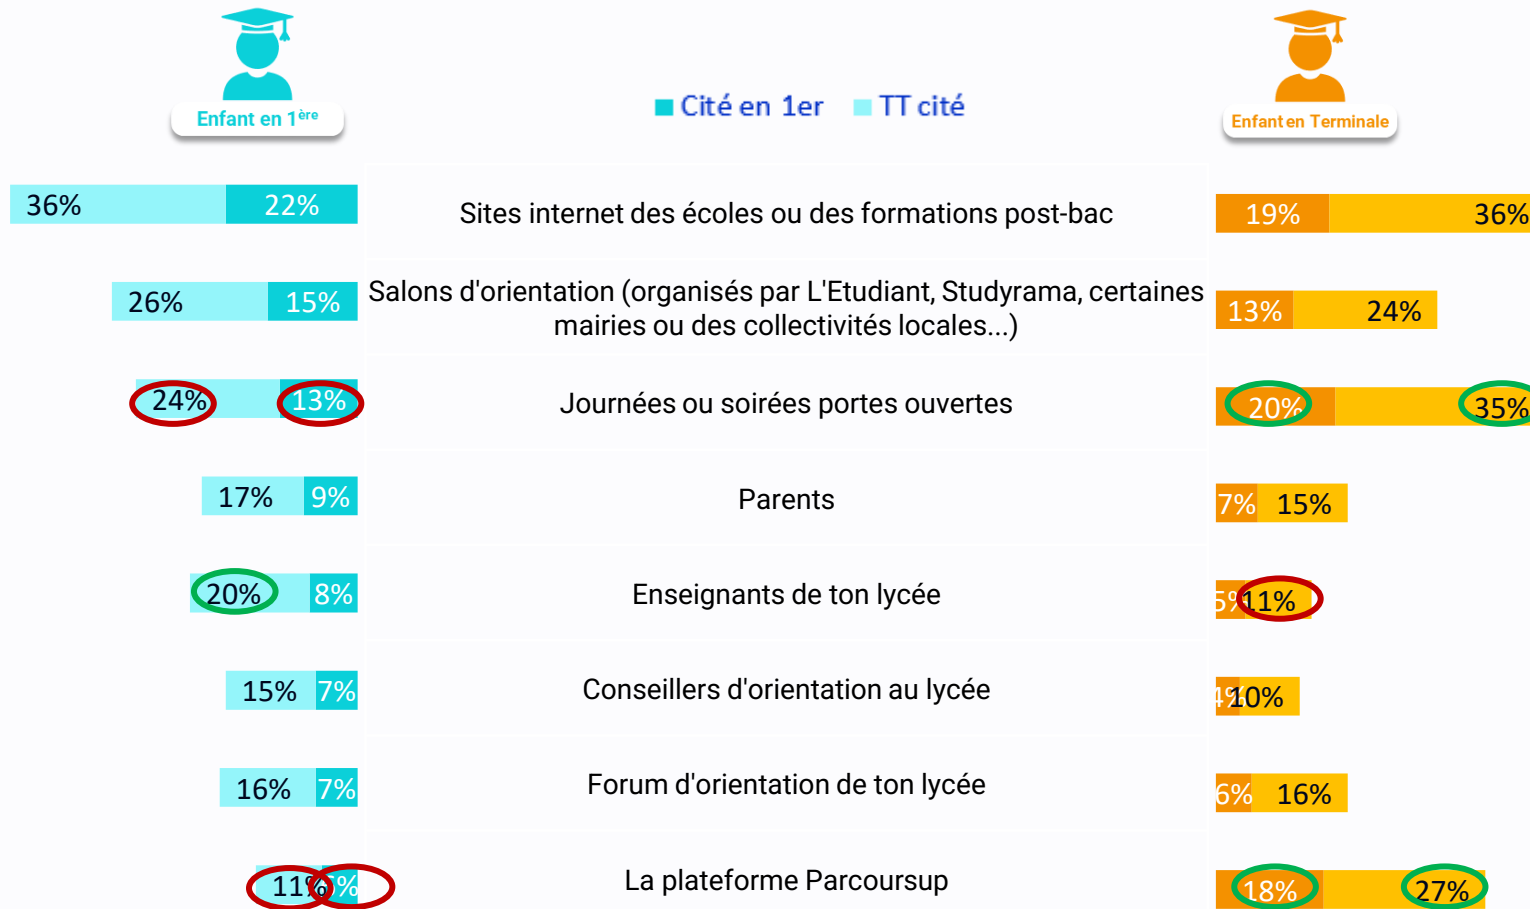 Enfant en 1ère
Cité en 1er TT cité
Enfant en Terminale
36% 22% Sites internet des écoles ou des formations post-bac 19% 36%
26% 15% Salons d'orientation (organisés par L'Etudiant, Studyrama, certaines
mairies ou des collectivités locales...) 13% 24%
24% 13% Journées ou soirées portes ouvertes 20% 35%
17% 9% Parents 7% 15%
20% 8% Enseignants de ton lycée 5% 11%
15% 7% Conseillers d'orientation au lycée 4% 10%
16% 7% Forum d'orientation de ton lycée 6% 16%
11% La plateforme Parcoursup 18% 27%